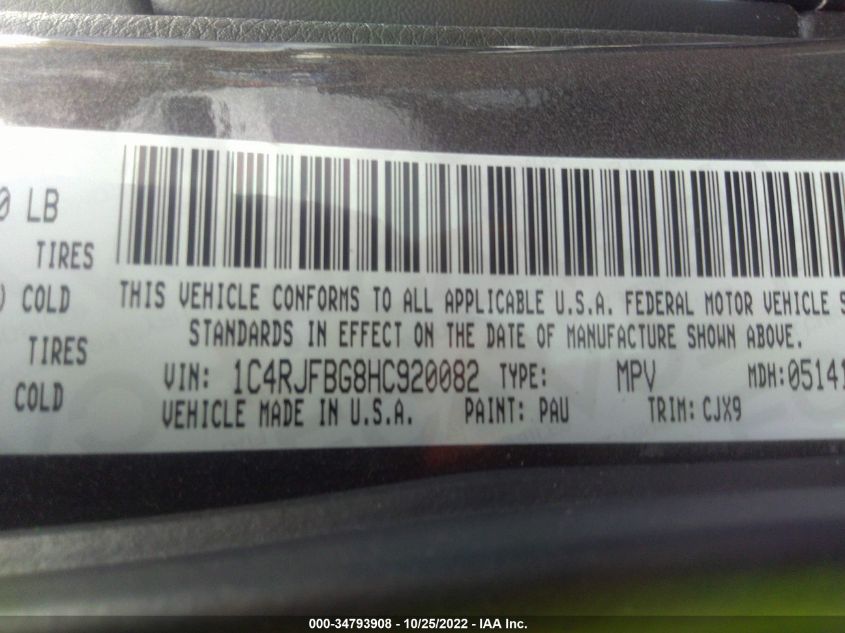 0 LB
TIRES
) COLD
TIRES
COLD
THIS VEHICLE CONFORMS TO ALL APPLICABLE U.S.A. FEDERAL MOTOR VEHICLE S
STANDARDS IN EFFECT ON THE DATE OF MANUFACTURE SHOWN ABOVE.
VIN: 1C4RJFBG8HC920082 TYPE: MPV MDH:05141
VEHICLE MADE IN U.S.A. PAINT: PAU TRIM: CJX9
000-34793908 - 10/25/2022 - IAA Inc.